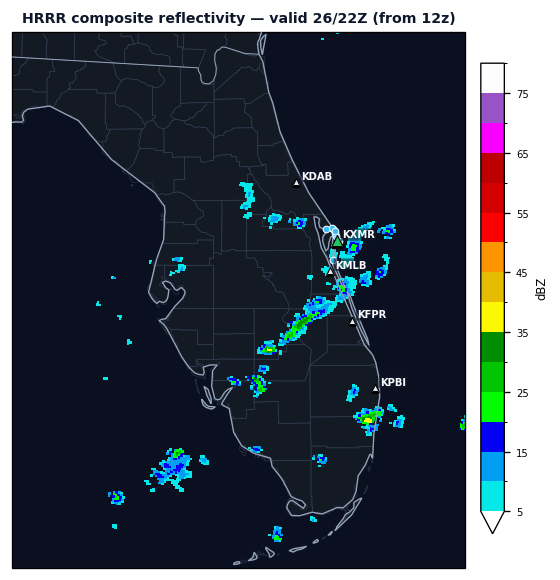 HRRR composite reflectivity — valid 26/22Z (from 12z)
KDAB
KXMR
KMLB
KFPR
KPBI
75
65
55
45
35
25
15
5
dBZ